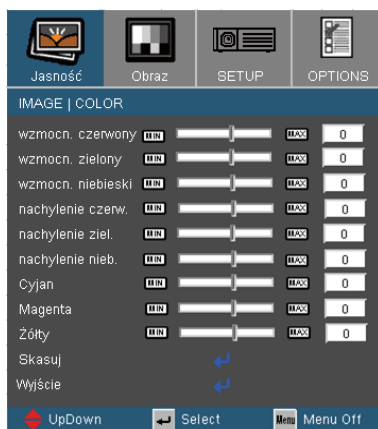 Jasność Obraz SETUP OPTIONS
IMAGE | COLOR
wzmocn. czerwony MIN MAX 0
wzmocn. zielony MIN MAX 0
wzmocn. niebieski MIN MAX 0
nachylenie czerw. MIN MAX 0
nachylenie ziel. MIN MAX 0
nachylenie nieb. MIN MAX 0
Cyjan MIN MAX 0
Magenta MIN MAX 0
Żółty MIN MAX 0
Skasuj
Wyjście
UpDown Select Menu Menu Off